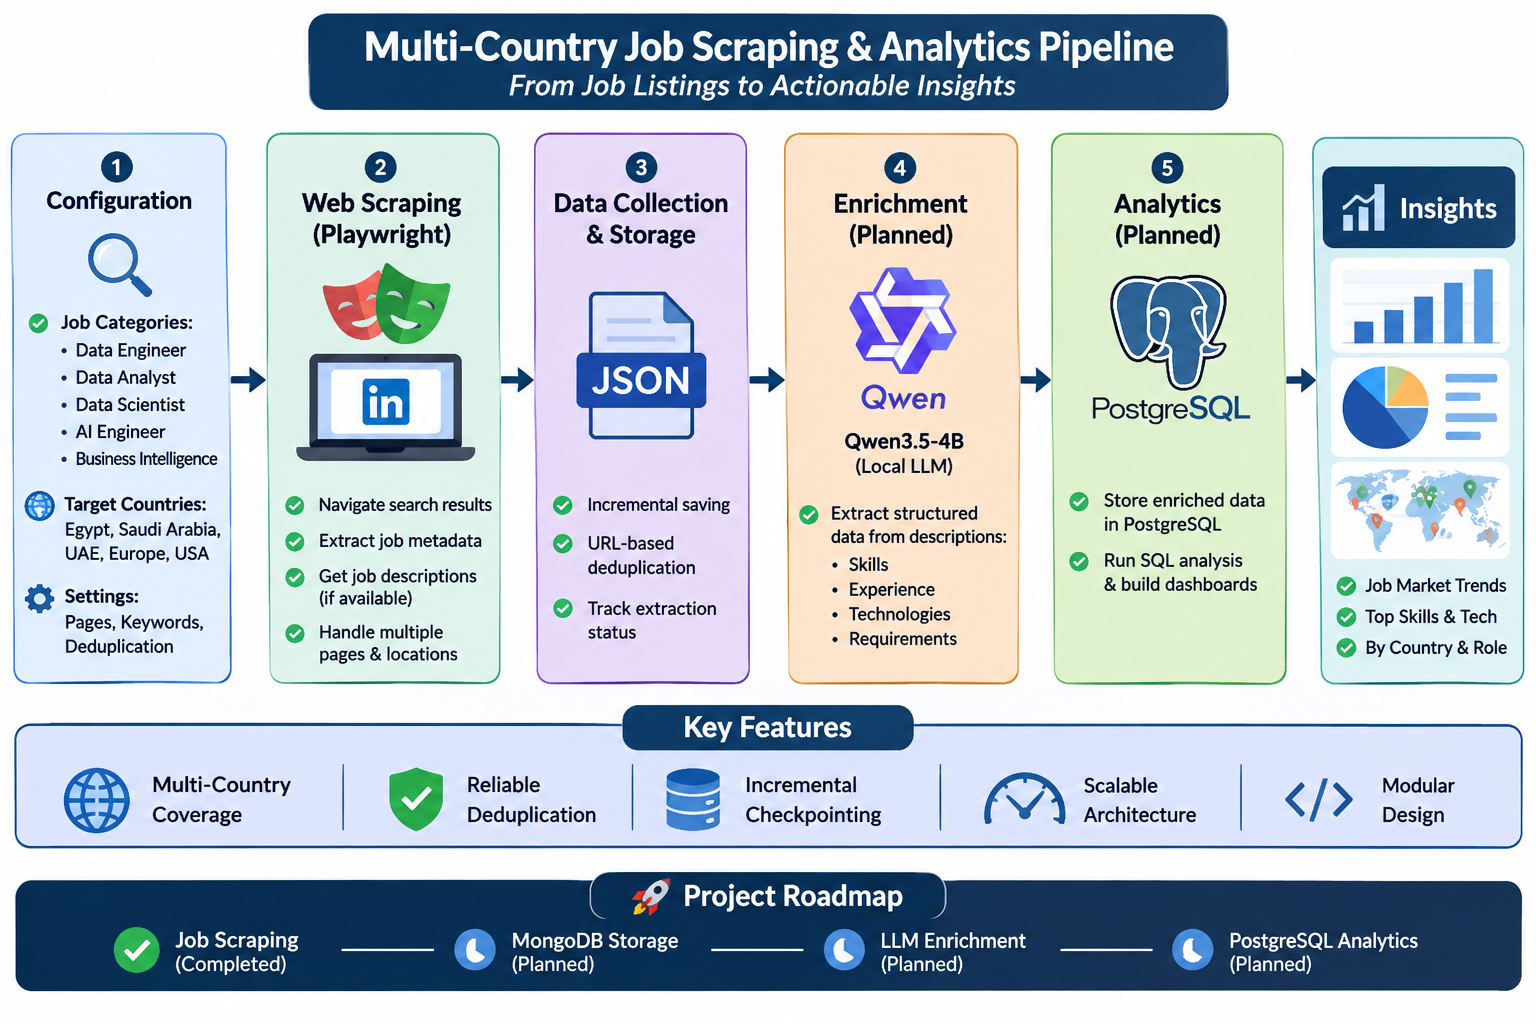 Multi-Country Job Scraping & Analytics Pipeline
From Job Listings to Actionable Insights
1
Configuration
Job Categories:
• Data Engineer
• Data Analyst
• Data Scientist
• AI Engineer
• Business Intelligence
Target Countries:
Egypt, Saudi Arabia,
UAE, Europe, USA
Settings:
Pages, Keywords,
Deduplication
2
Web Scraping
(Playwright)
in
Navigate search results
Extract job metadata
Get job descriptions
(if available)
Handle multiple
pages & locations
3
Data Collection
& Storage
JSON
Incremental saving
URL-based
deduplication
Track extraction
status
4
Enrichment
(Planned)
Qwen
Qwen3.5-4B
(Local LLM)
Extract structured
data from descriptions:
• Skills
• Experience
• Technologies
• Requirements
5
Analytics
(Planned)
PostgreSQL
Store enriched data
in PostgreSQL
Run SQL analysis
& build dashboards
Insights
Job Market Trends
Top Skills & Tech
By Country & Role
Key Features
Multi-Country
Coverage
Reliable
Deduplication
Incremental
Checkpointing
Scalable
Architecture
</>
Modular
Design
Project Roadmap
Job Scraping
(Completed)
MongoDB Storage
(Planned)
LLM Enrichment
(Planned)
PostgreSQL Analytics
(Planned)